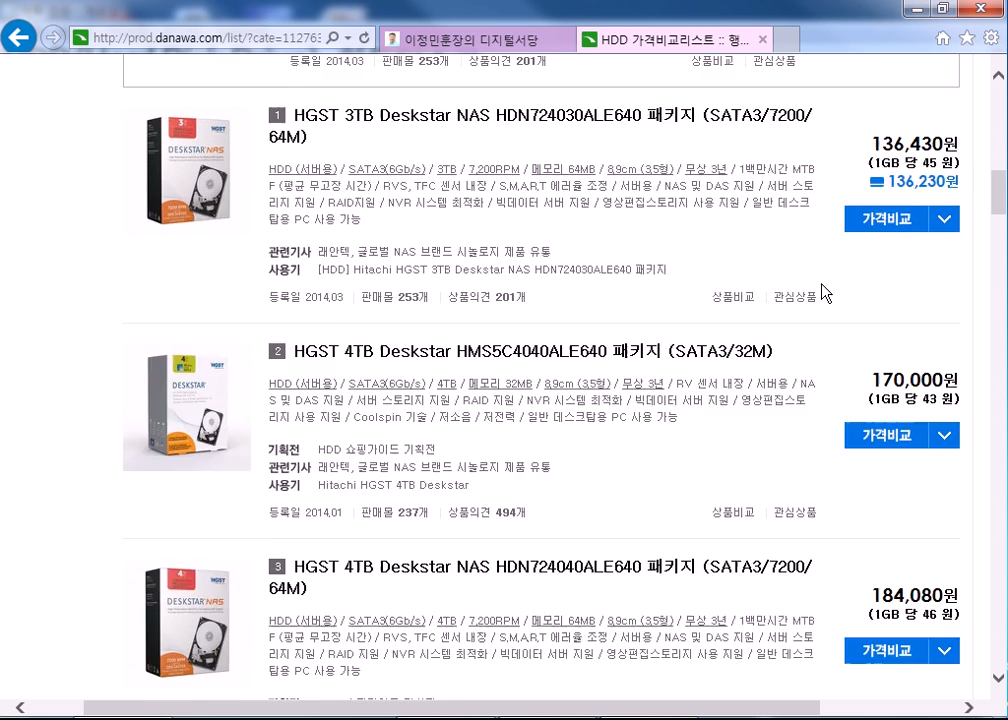 http://prod.danawa.com/list/?cate=11276
이정민훈장의 디지털서당
HDD 가격비교리스트 :: 행...
등록일 2014.03 판매몰 253개 상품의견 201개 상품비교 관심상품
1 HGST 3TB Deskstar NAS HDN724030ALE640 패키지 (SATA3/7200/
64M)
136,430원
(1GB 당 45 원)
136,230원
HDD (서버용) / SATA3(6Gb/s) / 3TB / 7,200RPM / 메모리 64MB / 8.9cm (3.5형) / 무상 3년 / 1백만시간 MTB
F (평균 무고장 시간) / RVS, TFC 센서 내장 / S.M.A.R.T 에러율 조정 / 서버용 / NAS 및 DAS 지원 / 서버 스토
리지 지원 / RAID지원 / NVR 시스템 최적화 / 빅데이터 서버 지원 / 영상편집스토리지 사용 지원 / 일반 데스크
탑용 PC 사용 가능
가격비교
관련기사 래안텍, 글로벌 NAS 브랜드 시놀로지 제품 유통
사용기 [HDD] Hitachi HGST 3TB Deskstar NAS HDN724030ALE640 패키지
등록일 2014.03 판매몰 253개 상품의견 201개 상품비교 관심상품
2 HGST 4TB Deskstar HMS5C4040ALE640 패키지 (SATA3/32M)
170,000원
(1GB 당 43 원)
HDD (서버용) / SATA3(6Gb/s) / 4TB / 메모리 32MB / 8.9cm (3.5형) / 무상 3년 / RV 센서 내장 / 서버용 / NA
S 및 DAS 지원 / 서버 스토리지 지원 / RAID 지원 / NVR 시스템 최적화 / 빅데이터 서버 지원 / 영상편집스토
리지 사용 지원 / Coolspin 기술 / 저소음 / 저전력 / 일반 데스크탑용 PC 사용 가능
가격비교
기획전 HDD 쇼핑가이드 기획전
관련기사 래안텍, 글로벌 NAS 브랜드 시놀로지 제품 유통
사용기 Hitachi HGST 4TB Deskstar
등록일 2014.01 판매몰 237개 상품의견 494개 상품비교 관심상품
3 HGST 4TB Deskstar NAS HDN724040ALE640 패키지 (SATA3/7200/
64M)
184,080원
(1GB 당 46 원)
HDD (서버용) / SATA3(6Gb/s) / 4TB / 7,200RPM / 메모리 64MB / 8.9cm (3.5형) / 무상 3년 / 1백만시간 MTB
F (평균 무고장 시간) / RVS, TFC 센서 내장 / S.M.A.R.T 에러율 조정 / 서버용 / NAS 및 DAS 지원 / 서버 스토
리지 지원 / RAID지원 / NVR 시스템 최적화 / 빅데이터 서버 지원 / 영상편집스토리지 사용 지원 / 일반 데스크
탑용 PC 사용 가능
가격비교
HGST
DESKSTAR NAS
HGST
DESKSTAR
HGST
DESKSTAR NAS